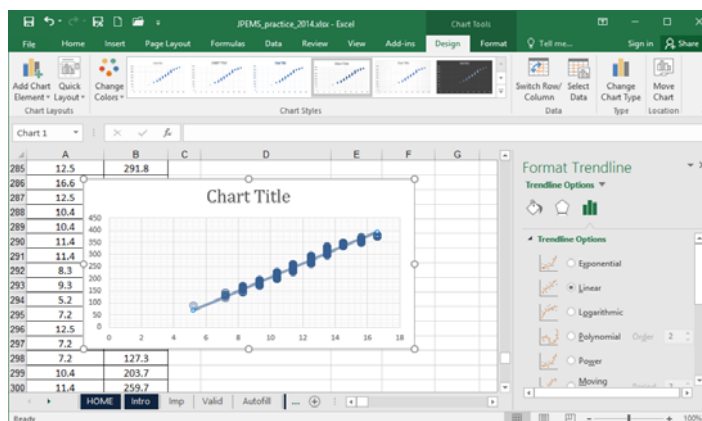 JPEMS_practice_2014.xlsx - Excel
Chart Tools
File Home Insert Page Layout Formulas Data Review View Add-ins Design Format Tell me... Sign in Share
Add Chart Element Quick Layout Change Colors Switch Row/ Column Select Data Change Chart Type Move Chart
Chart Layouts Chart Styles Data Type Location
Chart 1 fx
A B C D E F G
285 12.5 291.8
286 16.6
287 12.5
288 10.4
289 10.4
290 11.4
291 11.4
292 8.3
293 9.3
294 5.2
295 7.2
296 12.5
297 7.2
298 7.2 127.3
299 10.4 203.7
300 11.4 259.7
Chart Title
450
400
350
300
250
200
150
100
50
0
0 2 4 6 8 10 12 14 16 18
Format Trendline
Trendline Options
Trendline Options
Exponential
Linear
Logarithmic
Polynomial Order 2
Power
Moving
HOME Intro Imp Valid Autofill ...
Ready 100%